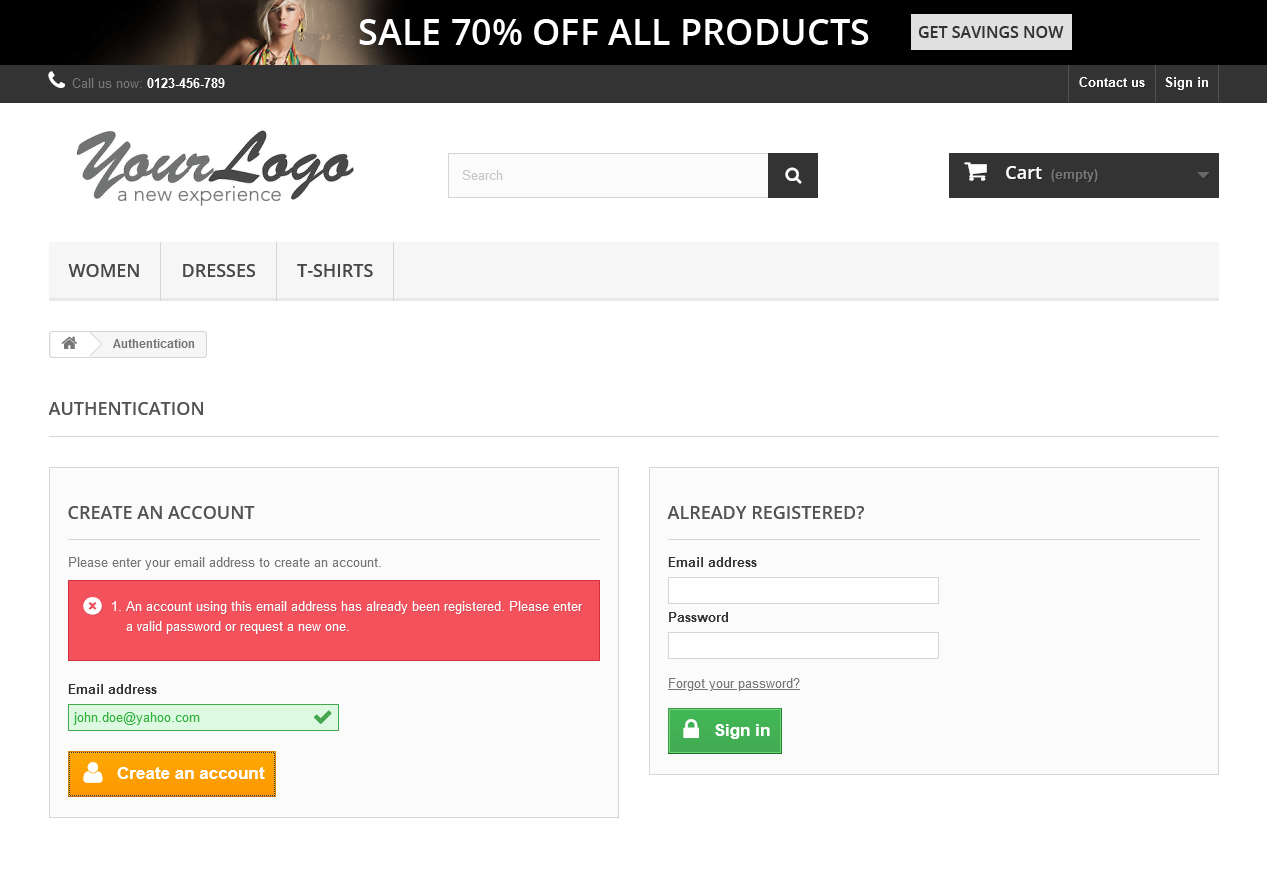 SALE 70% OFF ALL PRODUCTS
GET SAVINGS NOW
Call us now: 0123-456-789
Contact us
Sign in
YourLogo
a new experience
Search
Cart (empty)
WOMEN
DRESSES
T-SHIRTS
Authentication
AUTHENTICATION
CREATE AN ACCOUNT
Please enter your email address to create an account.
1. An account using this email address has already been registered. Please enter
a valid password or request a new one.
Email address
john.doe@yahoo.com
Create an account
ALREADY REGISTERED?
Email address
Password
Forgot your password?
Sign in